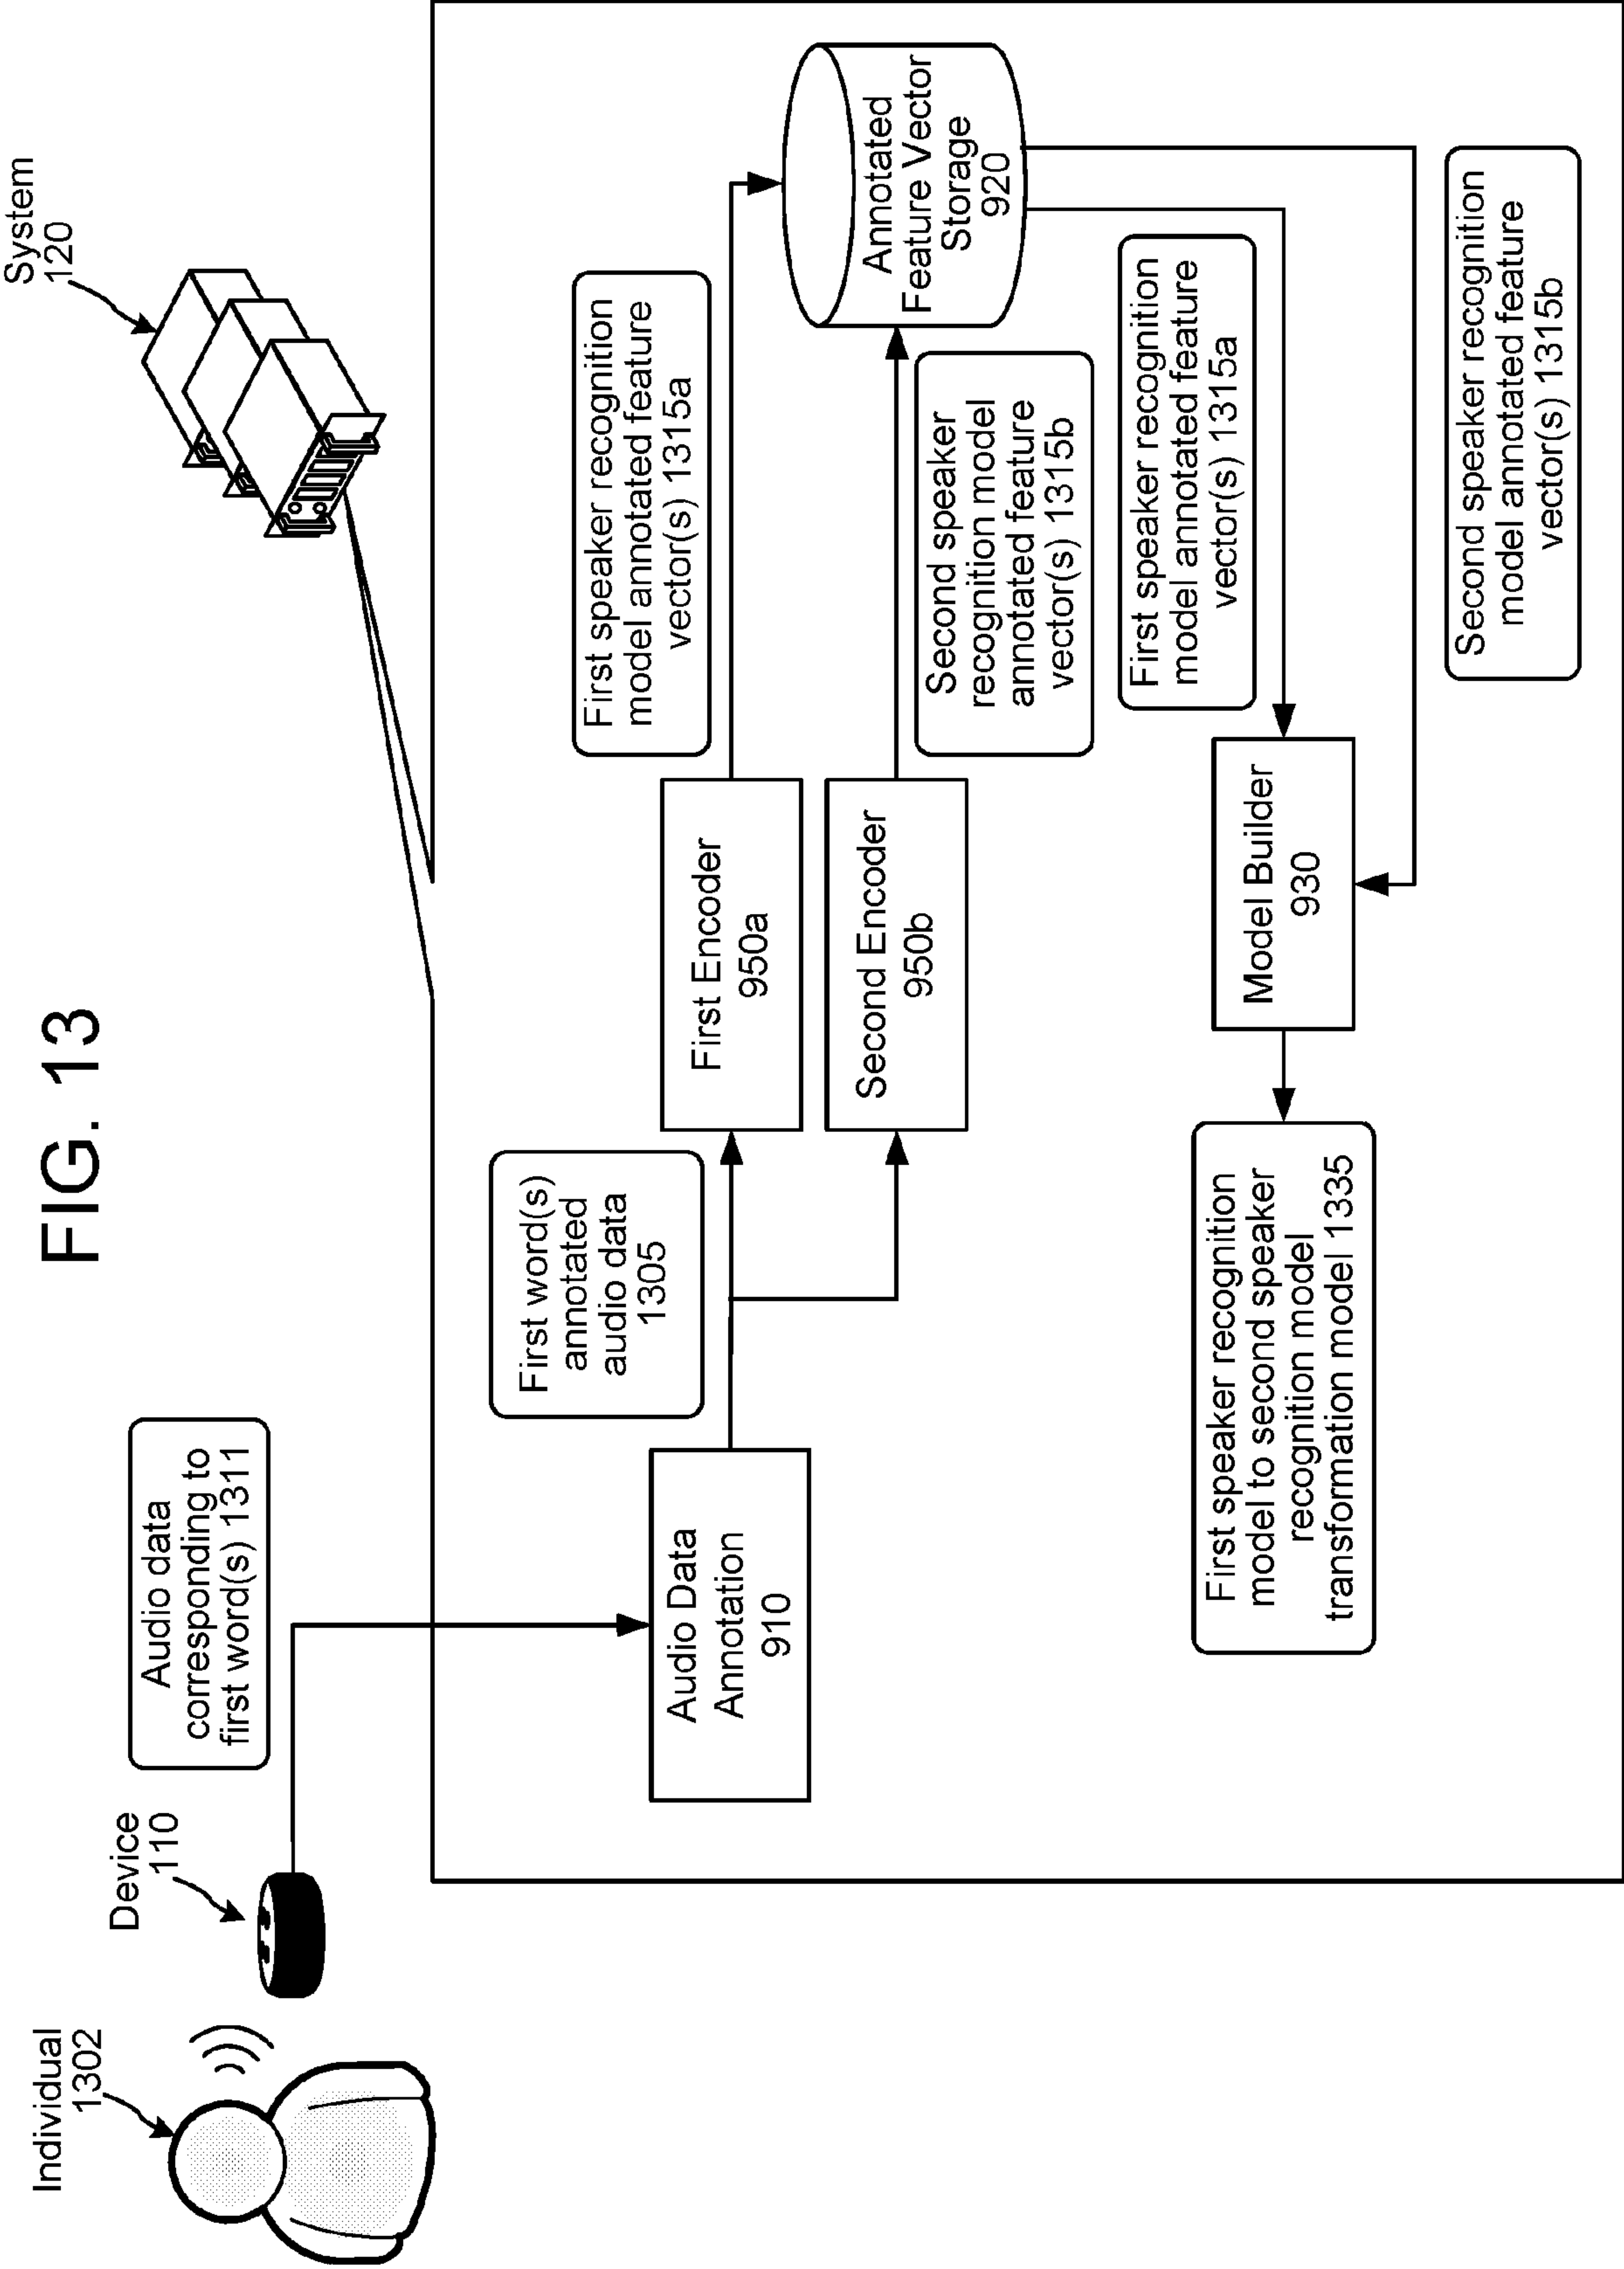 FIG. 13
System
120
Individual
1302
Device
110
Audio data
corresponding to
first word(s) 1311
Audio Data
Annotation
910
First word(s)
annotated
audio data
1305
First Encoder
950a
Second Encoder
950b
First speaker recognition
model annotated feature
vector(s) 1315a
Second speaker
recognition model
annotated feature
vector(s) 1315b
Annotated
Feature Vector
Storage
920
First speaker recognition
model annotated feature
vector(s) 1315a
Second speaker recognition
model annotated feature
vector(s) 1315b
Model Builder
930
First speaker recognition
model to second speaker
recognition model
transformation model 1335